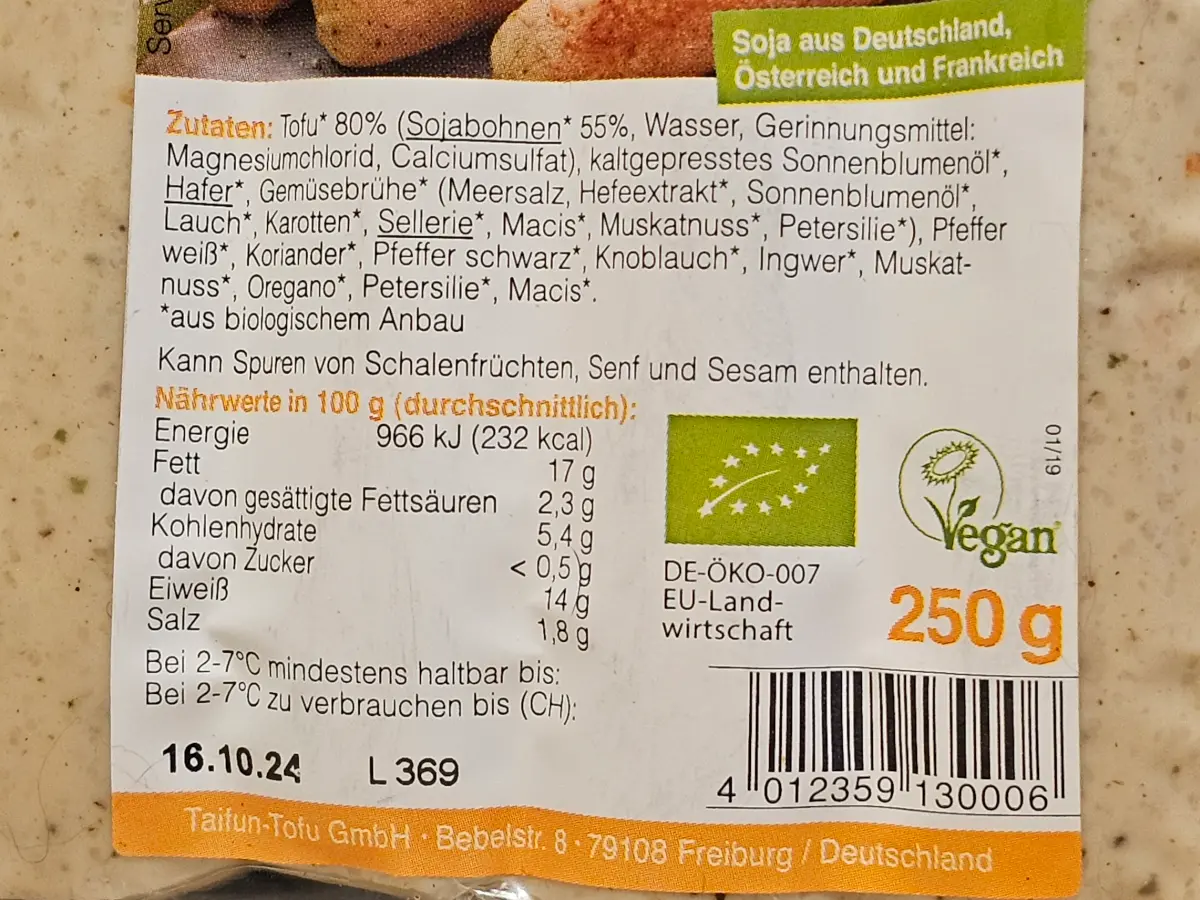 Serv
Soja aus Deutschland,
Österreich und Frankreich
Zutaten: Tofu* 80% (Sojabohnen* 55%, Wasser, Gerinnungsmittel:
Magnesiumchlorid, Calciumsulfat), kaltgepresstes Sonnenblumenöl*,
Hafer*, Gemüsebrühe* (Meersalz, Hefeextrakt*, Sonnenblumenöl*,
Lauch*, Karotten*, Sellerie*, Macis*, Muskatnuss*, Petersilie*), Pfeffer
weiß*, Koriander*, Pfeffer schwarz*, Knoblauch*, Ingwer*, Muskat-
nuss*, Oregano*, Petersilie*, Macis*.
*aus biologischem Anbau
Kann Spuren von Schalenfrüchten, Senf und Sesam enthalten.
Nährwerte in 100 g (durchschnittlich):
Energie 966 kJ (232 kcal)
Fett 17 g
davon gesättigte Fettsäuren 2,3 g
Kohlenhydrate 5,4 g
davon Zucker < 0,5 g
Eiweiß 14 g
Salz 1,8 g
Bei 2-7°C mindestens haltbar bis:
Bei 2-7°C zu verbrauchen bis (CH):
16.10.24 L 369
01/19
Vegan
DE-ÖKO-007
EU-Land-
wirtschaft
250 g
4 012359 130006
Taifun-Tofu GmbH · Bebelstr. 8 · 79108 Freiburg / Deutschland